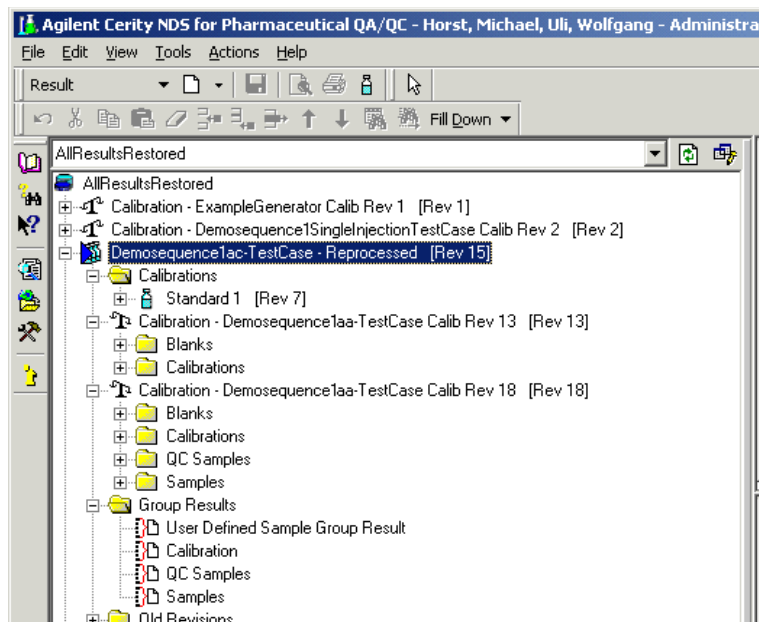 Agilent Cerity NDS for Pharmaceutical QA/QC - Horst, Michael, Uli, Wolfgang - Administra
File Edit View Tools Actions Help
Result
Fill Down
AllResultsRestored
AllResultsRestored
Calibration - ExampleGenerator Calib Rev 1 [Rev 1]
Calibration - Demosequence1SingleInjectionTestCase Calib Rev 2 [Rev 2]
Demosequence1ac-TestCase - Reprocessed [Rev 15]
Calibrations
Standard 1 [Rev 7]
Calibration - Demosequence1aa-TestCase Calib Rev 13 [Rev 13]
Blanks
Calibrations
Calibration - Demosequence1aa-TestCase Calib Rev 18 [Rev 18]
Blanks
Calibrations
QC Samples
Samples
Group Results
User Defined Sample Group Result
Calibration
QC Samples
Samples
Old Revisions